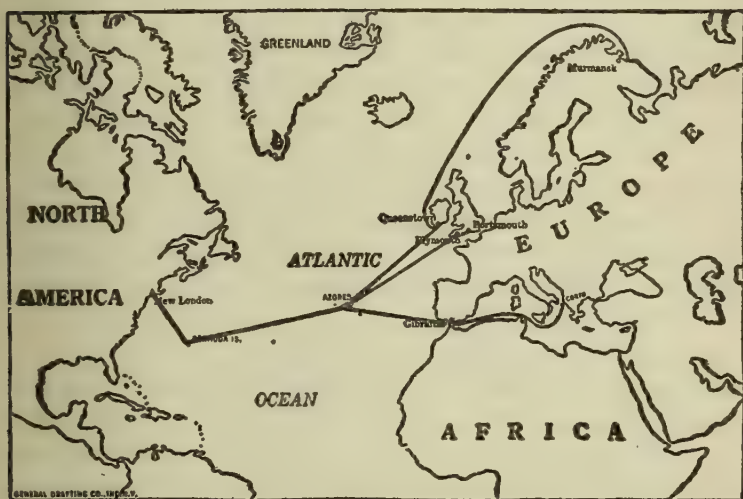 GREENLAND
Murmansk
NORTH
Queenstown
Portsmouth
Plymouth
EUROPE
ATLANTIC
AMERICA
New London
AZORES
CORFU
Gibraltar
BERMUDA IS.
OCEAN
AFRICA
GENERAL DRAFTING CO., INC. N.Y.